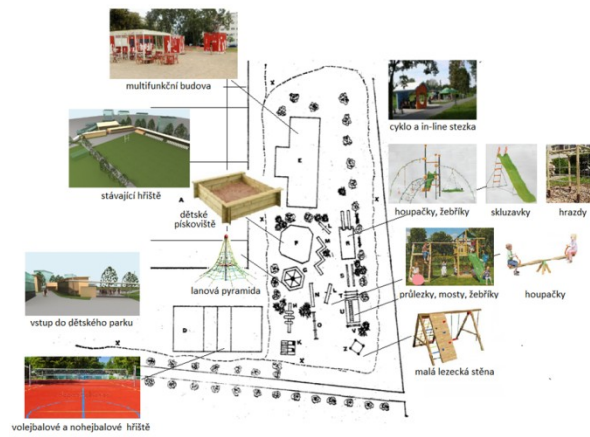 multifunkční budova
cyklo a in-line stezka
stávající hřiště
A
dětské
pískoviště
houpačky, žebříky
skluzavky
hrazdy
lanová pyramida
průlezky, mosty, žebříky
houpačky
vstup do dětského parku
malá lezecká stěna
volejbalové a nohejbalové hřiště
X
E
X
X
L
M
F
R
G
S
N
L
T
U
H
O
V
D
K
Z
X
X